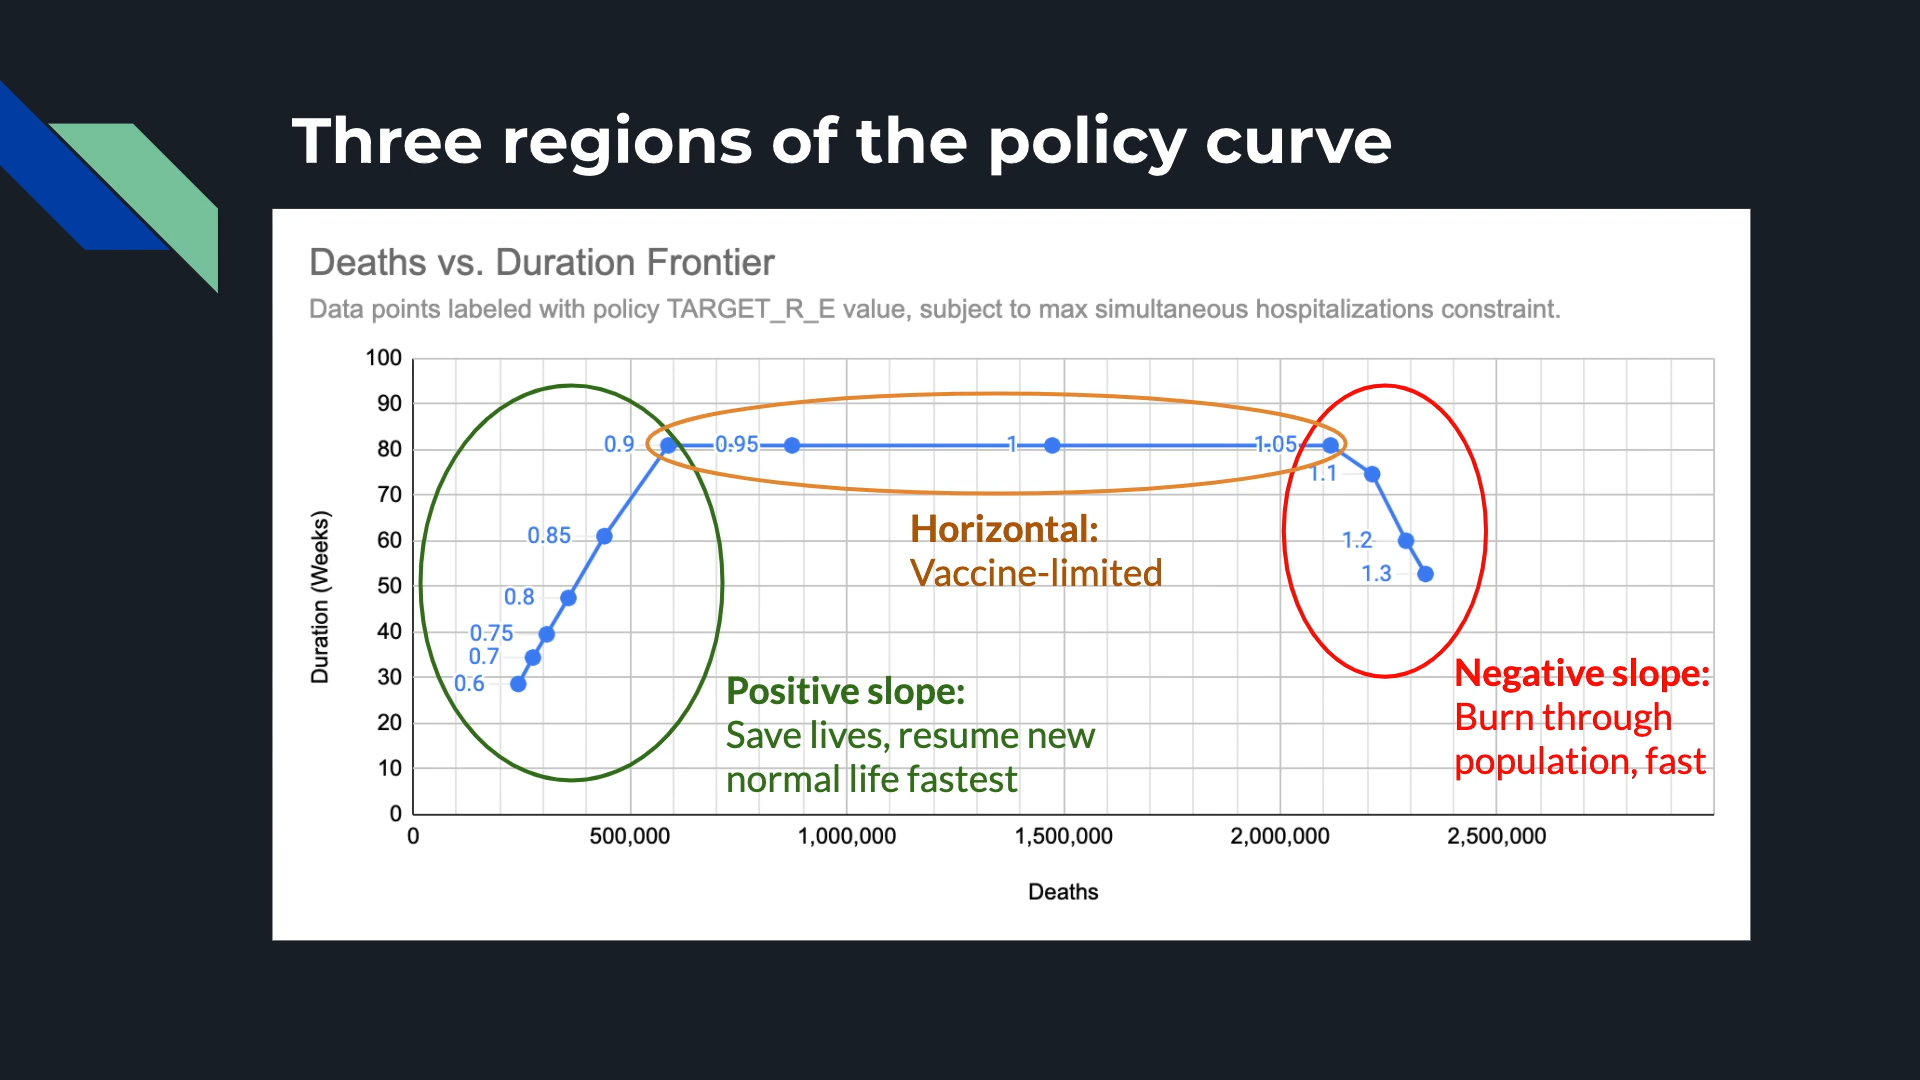 Three regions of the policy curve
Deaths vs. Duration Frontier
Data points labeled with policy TARGET_R_E value, subject to max simultaneous hospitalizations constraint.
Duration (Weeks)
100
90
80
70
60
50
40
30
20
10
0
0.9
0.95
1
1.05
1.1
0.85
1.2
1.3
0.8
0.75
0.7
0.6
Horizontal:
Vaccine-limited
Positive slope:
Save lives, resume new
normal life fastest
Negative slope:
Burn through
population, fast
0
500,000
1,000,000
1,500,000
2,000,000
2,500,000
Deaths